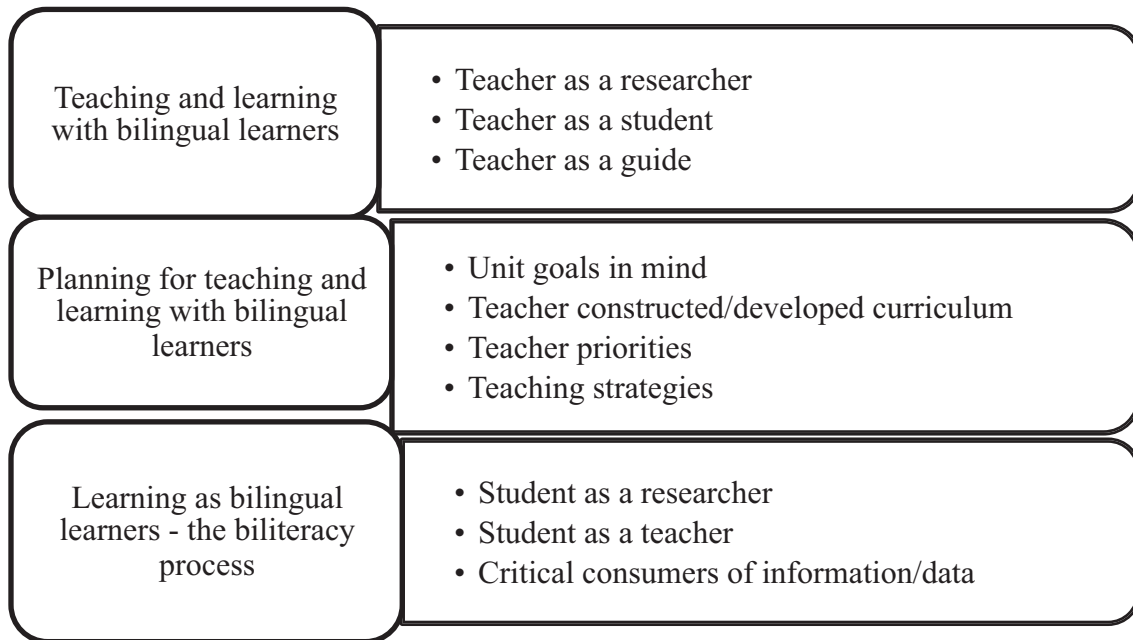 Teaching and learning
with bilingual learners
• Teacher as a researcher
• Teacher as a student
• Teacher as a guide
Planning for teaching and
learning with bilingual
learners
• Unit goals in mind
• Teacher constructed/developed curriculum
• Teacher priorities
• Teaching strategies
Learning as bilingual
learners - the biliteracy
process
• Student as a researcher
• Student as a teacher
• Critical consumers of information/data